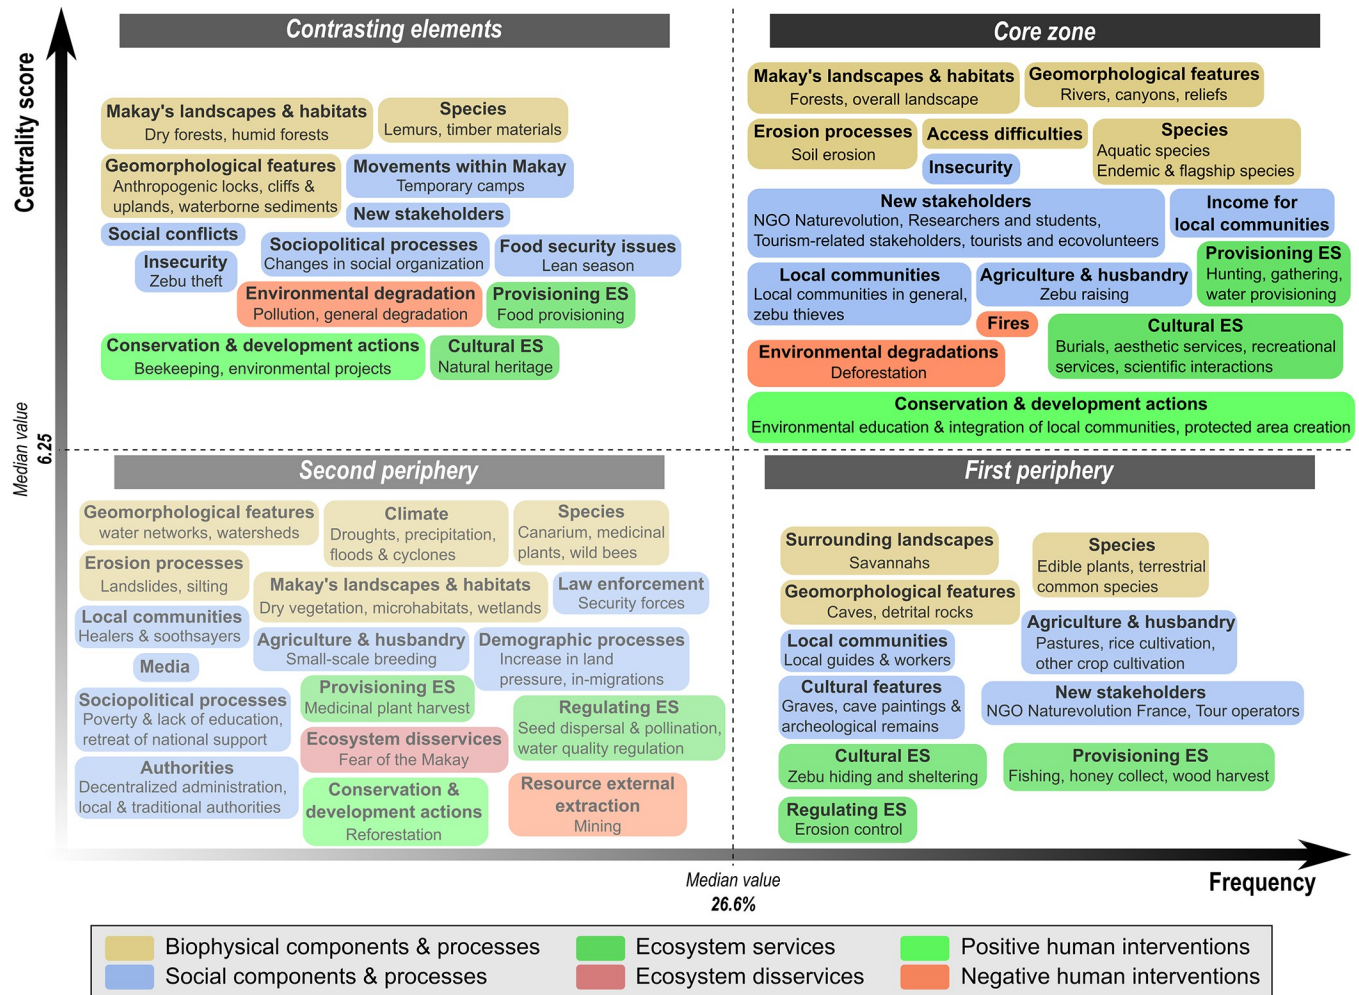 Contrasting elements
Core zone
Centrality score
Makay's landscapes & habitats
Dry forests, humid forests
Species
Lemurs, timber materials
Geomorphological features
Anthropogenic locks, cliffs &
uplands, waterborne sediments
Movements within Makay
Temporary camps
New stakeholders
Social conflicts
Insecurity
Zebu theft
Sociopolitical processes
Changes in social organization
Food security issues
Lean season
Environmental degradation
Pollution, general degradation
Provisioning ES
Food provisioning
Conservation & development actions
Beekeeping, environmental projects
Cultural ES
Natural heritage
Makay's landscapes & habitats
Forests, overall landscape
Geomorphological features
Rivers, canyons, reliefs
Erosion processes
Soil erosion
Access difficulties
Insecurity
Species
Aquatic species
Endemic & flagship species
New stakeholders
NGO Naturevolution, Researchers and students,
Tourism-related stakeholders, tourists and ecovolunteers
Income for
local communities
Local communities
Local communities in general,
zebu thieves
Agriculture & husbandry
Zebu raising
Provisioning ES
Hunting, gathering,
water provisioning
Fires
Environmental degradations
Deforestation
Cultural ES
Burials, aesthetic services, recreational
services, scientific interactions
Conservation & development actions
Environmental education & integration of local communities, protected area creation
Median value
6.25
Second periphery
First periphery
Geomorphological features
water networks, watersheds
Climate
Droughts, precipitation,
floods & cyclones
Species
Canarium, medicinal
plants, wild bees
Erosion processes
Landslides, silting
Makay's landscapes & habitats
Dry vegetation, microhabitats, wetlands
Law enforcement
Security forces
Local communities
Healers & soothsayers
Agriculture & husbandry
Small-scale breeding
Demographic processes
Increase in land
pressure, in-migrations
Media
Sociopolitical processes
Poverty & lack of education,
retreat of national support
Provisioning ES
Medicinal plant harvest
Regulating ES
Seed dispersal & pollination,
water quality regulation
Ecosystem disservices
Fear of the Makay
Authorities
Decentralized administration,
local & traditional authorities
Conservation &
development actions
Reforestation
Resource external
extraction
Mining
Surrounding landscapes
Savannahs
Species
Edible plants, terrestrial
common species
Geomorphological features
Caves, detrital rocks
Local communities
Local guides & workers
Agriculture & husbandry
Pastures, rice cultivation,
other crop cultivation
Cultural features
Graves, cave paintings &
archeological remains
New stakeholders
NGO Naturevolution France, Tour operators
Cultural ES
Zebu hiding and sheltering
Provisioning ES
Fishing, honey collect, wood harvest
Regulating ES
Erosion control
Median value
26.6%
Frequency
Biophysical components & processes
Ecosystem services
Positive human interventions
Social components & processes
Ecosystem disservices
Negative human interventions